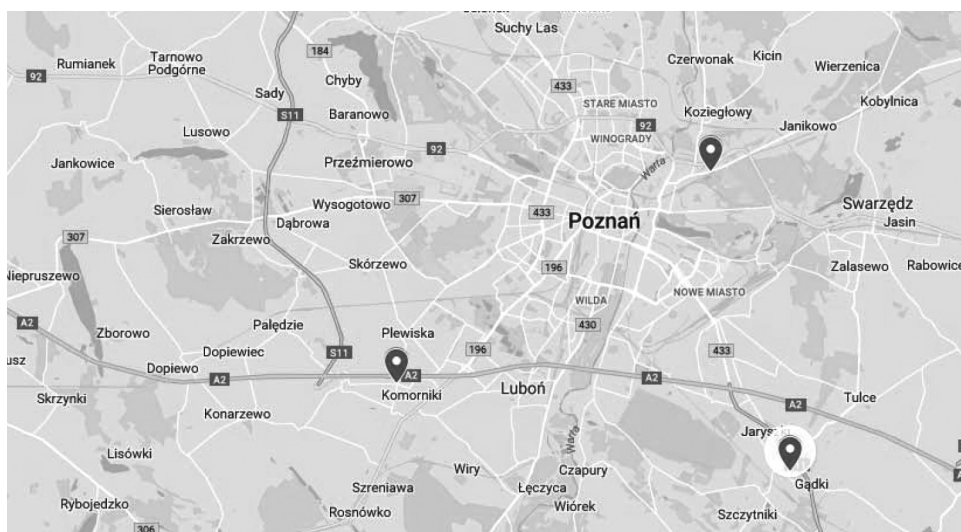 Suchy Las
184
Czerwonak
Kicin
Rumianek
Tarnowo
Podgórne
Wierzenica
92
Chyby
433
Sady
STARE MIASTO
Kobylnica
S11
Baranowo
Koziegłowy
92
Janikowo
Lusowo
WINOGRADY
92
Jankowice
Przeźmierowo
Warta
307
Wysogotowo
Swarzędz
Sierosław
433
Poznań
Dąbrowa
Jasin
307
Zakrzewo
Skórzewo
196
Zalasewo
Rabowice
Niepruszewo
NOWE MIASTO
WILDA
A2
Zborowo
Palędzie
Plewiska
430
Dopiewiec
S11
196
433
Dopiewo
A2
A2
A2
Luboń
Skrzynki
Komorniki
Tulce
A2
Konarzewo
Warta
Lisówki
Wiry
Czapury
Gądki
Rybojedzko
Szreniawa
Łęczyca
Rosnówko
Wiórek
Szczytniki
306